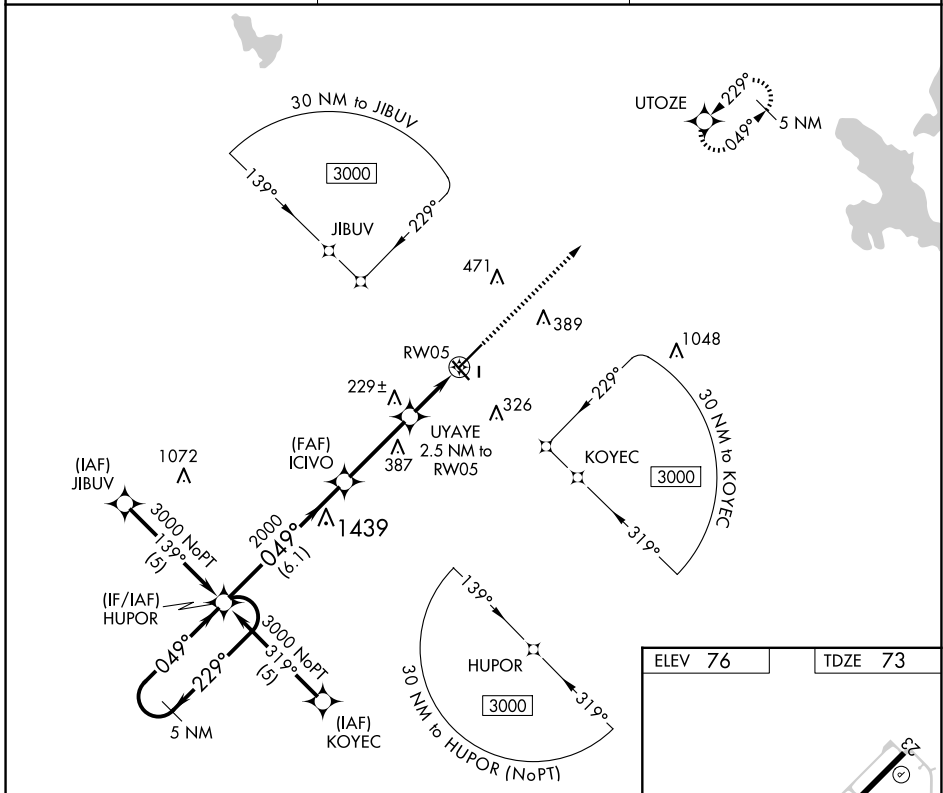 30 NM to JIBUV
3000
139°
229°
JIBUV
UTOZE
229°
049°
5 NM
471
389
RW05
1048
229±
326
UYAYE
2.5 NM to
RW05
(FAF)
ICIVO
387
229°
KOYEC
3000
30 NM to KOYEC
319°
(IAF)
JIBUV
1072
3000 NoPT
139°
(5)
2000
049°
(6.1)
1439
(IF/IAF)
HUPOR
3000 NoPT
319°
(5)
049°
229°
5 NM
(IAF)
KOYEC
139°
HUPOR
3000
319°
30 NM to HUPOR (NoPT)
ELEV 76
TDZE 73
23
P